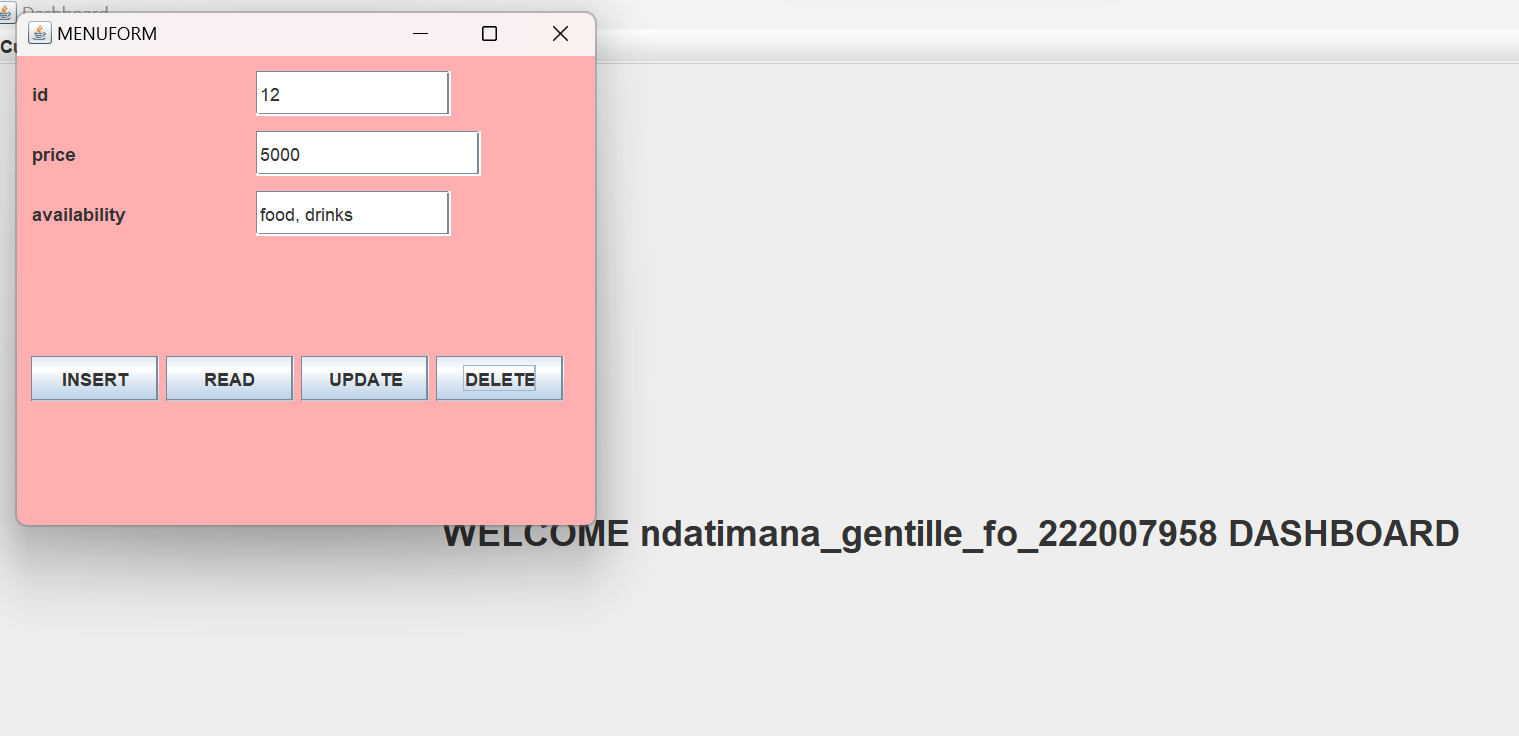 Dashboard
MENUFORM
Cu
id
12
price
5000
availability
food, drinks
INSERT
READ
UPDATE
DELETE
WELCOME ndatimana_gentille_fo_222007958 DASHBOARD